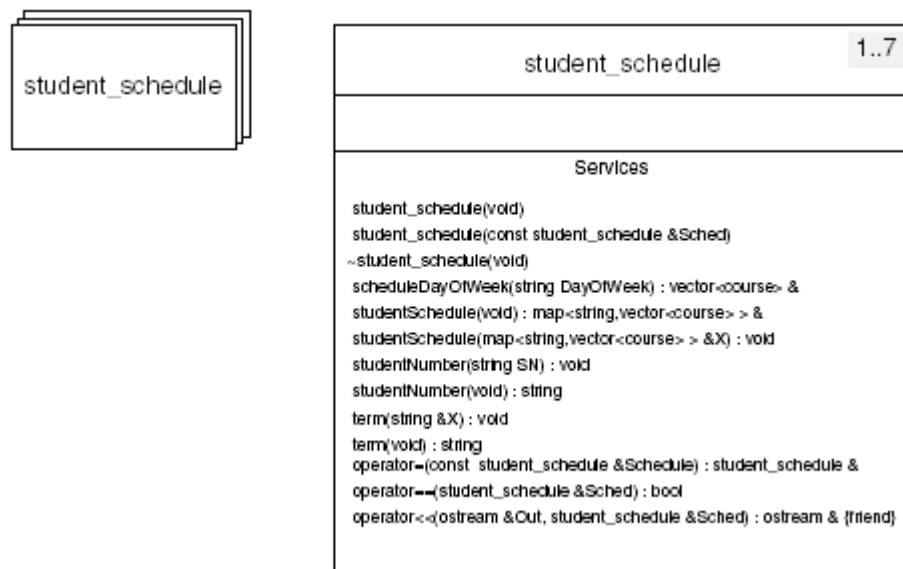 student_schedule
student_schedule
1..7
Services
student_schedule(void)
student_schedule(const student_schedule &Sched)
~student_schedule(void)
scheduleDayOfWeek(string DayOfWeek) : vector<course> &
studentSchedule(void) : map<string,vector<course> > &
studentSchedule(map<string,vector<course> > &X) : void
studentNumber(string SN) : void
studentNumber(void) : string
term(string &X) : void
term(void) : string
operator=(const student_schedule &Schedule) : student_schedule &
operator==(student_schedule &Sched) : bool
operator<<(ostream &Out, student_schedule &Sched) : ostream & {friend}